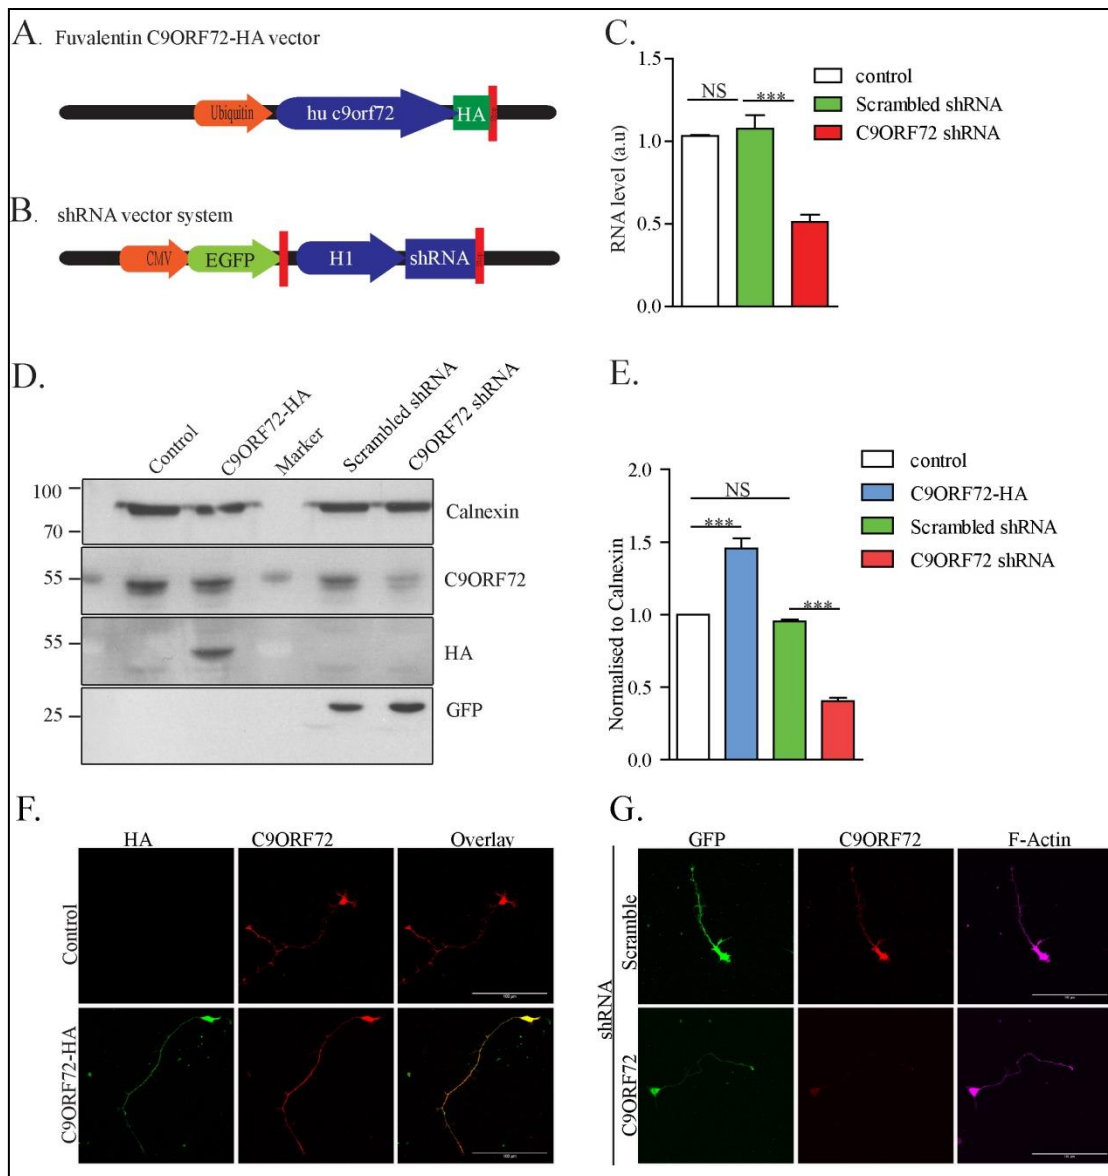 A. Fuvalentin C9ORF72-HA vector
Ubiquitin
hu c9orf72
HA
B. shRNA vector system
CMV
EGFP
H1
shRNA
C.
1.5
1.0
0.5
0.0
RNA level (a.u)
NS
***
control
Scrambled shRNA
C9ORF72 shRNA
D.
Control
C9ORF72-HA
Marker
Scrambled shRNA
C9ORF72 shRNA
100
70
Calnexin
55
C9ORF72
55
HA
25
GFP
E.
2.0
1.5
1.0
0.5
0.0
Normalised to Calnexin
NS
***
***
control
C9ORF72-HA
Scrambled shRNA
C9ORF72 shRNA
F.
HA
C9ORF72
Overlay
Control
C9ORF72-HA
100 µm
100 µm
G.
GFP
C9ORF72
F-Actin
shRNA
Scramble
C9ORF72